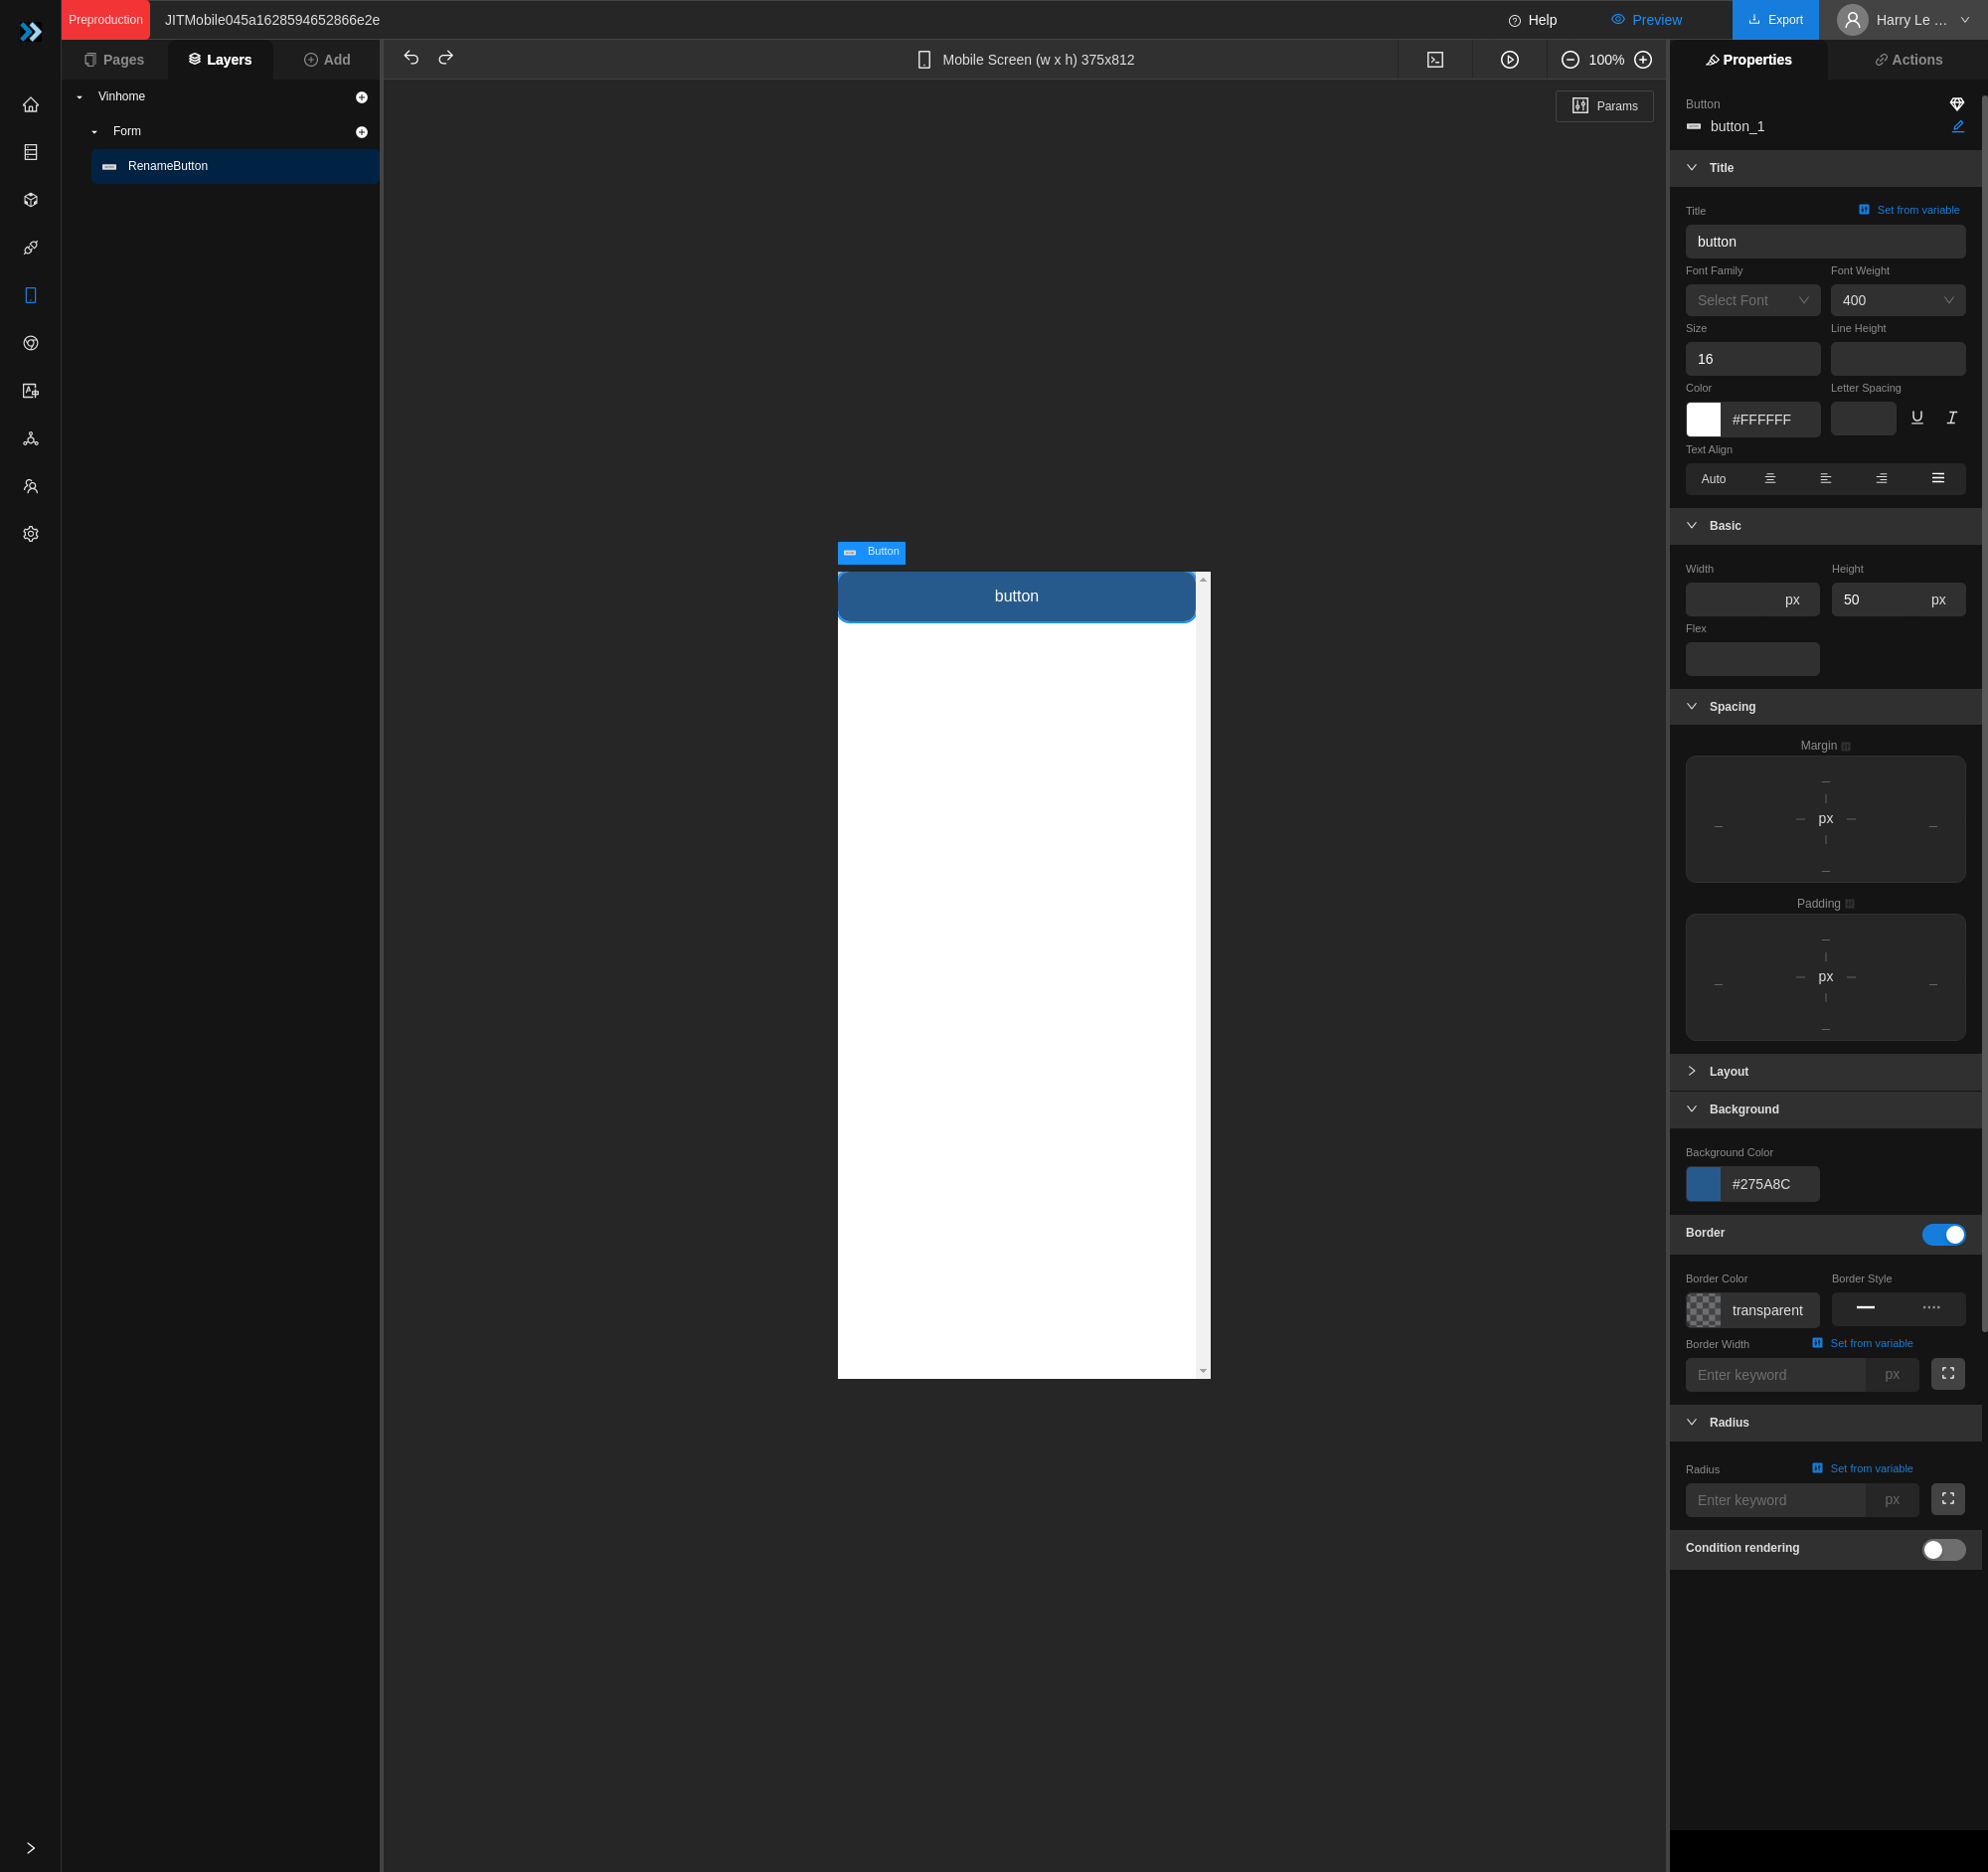 Preproduction
JITMobile045a1628594652866e2e
Help
Preview
Export
Harry Le ...
Pages
Layers
Add
Mobile Screen (w x h) 375x812
100%
Properties
Actions
Vinhome
Form
RenameButton
Params
Button
button
Button
button_1
Title
Title
Set from variable
button
Font Family
Font Weight
Select Font
400
Size
Line Height
16
Color
Letter Spacing
#FFFFFF
Text Align
Auto
Basic
Width
Height
px
50
px
Flex
Spacing
Margin
px
Padding
px
Layout
Background
Background Color
#275A8C
Border
Border Color
Border Style
transparent
Border Width
Set from variable
Enter keyword
px
Radius
Radius
Set from variable
Enter keyword
px
Condition rendering